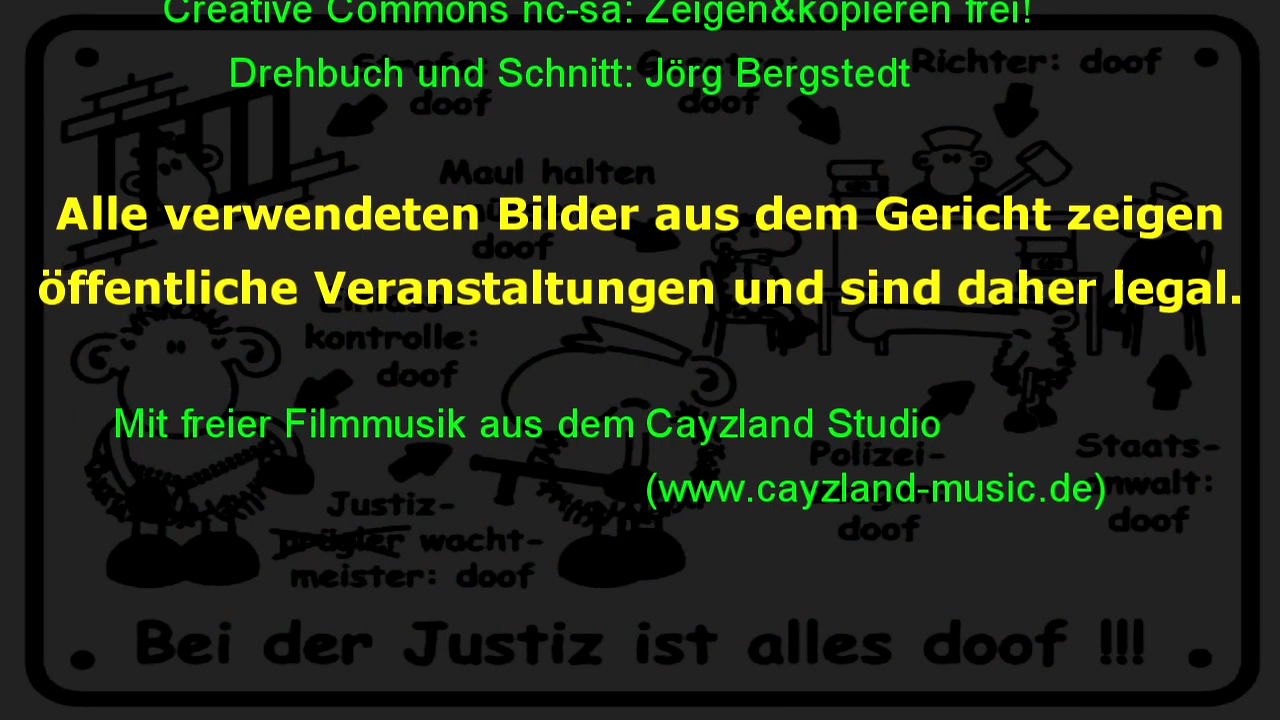 Creative Commons nc-sa: Zeigen&kopieren frei!
Drehbuch und Schnitt: Jörg Bergstedt
Richter: doof
doof
doof
Maul halten
Alle verwendeten Bilder aus dem Gericht zeigen
doof
öffentliche Veranstaltungen und sind daher legal.
kontrolle:
doof
Mit freier Filmmusik aus dem Cayzland Studio
(www.cayzland-music.de)
Polizei-
doof
Staats-
anwalt:
doof
Justiz-
prügler wacht-
meister: doof
Bei der Justiz ist alles doof !!!